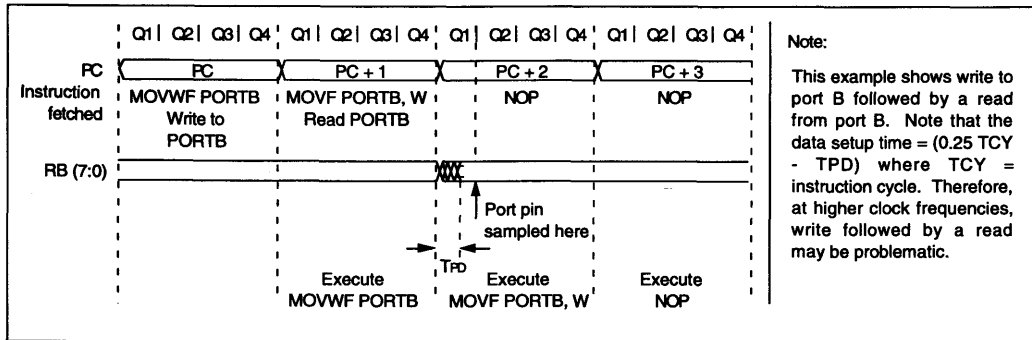 Q1| Q2| Q3| Q4 Q1| Q2| Q3| Q4 Q1| Q2| Q3| Q4 Q1| Q2| Q3| Q4
PC PC PC + 1 PC + 2 PC + 3
Instruction fetched
MOVWF PORTB
Write to
PORTB
MOVF PORTB, W
Read PORTB
NOP
NOP
RB (7:0)
Port pin
sampled here
TPD
Execute
MOVWF PORTB
Execute
MOVF PORTB, W
Execute
NOP
Note:
This example shows write to
port B followed by a read
from port B. Note that the
data setup time = (0.25 TCY
- TPD) where TCY =
instruction cycle. Therefore,
at higher clock frequencies,
write followed by a read
may be problematic.